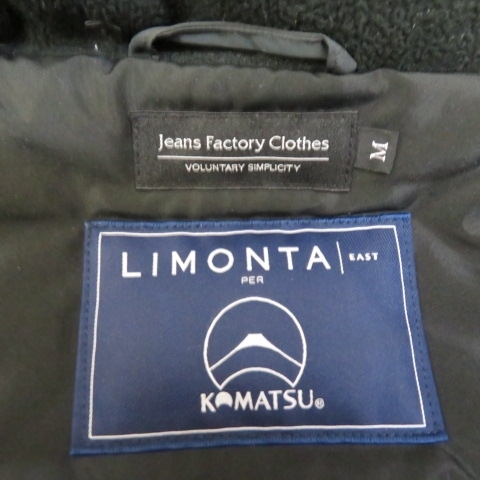 Jeans Factory Clothes
VOLUNTARY SIMPLICITY
M
LIMONTA EAST
PER
KOMATSU®